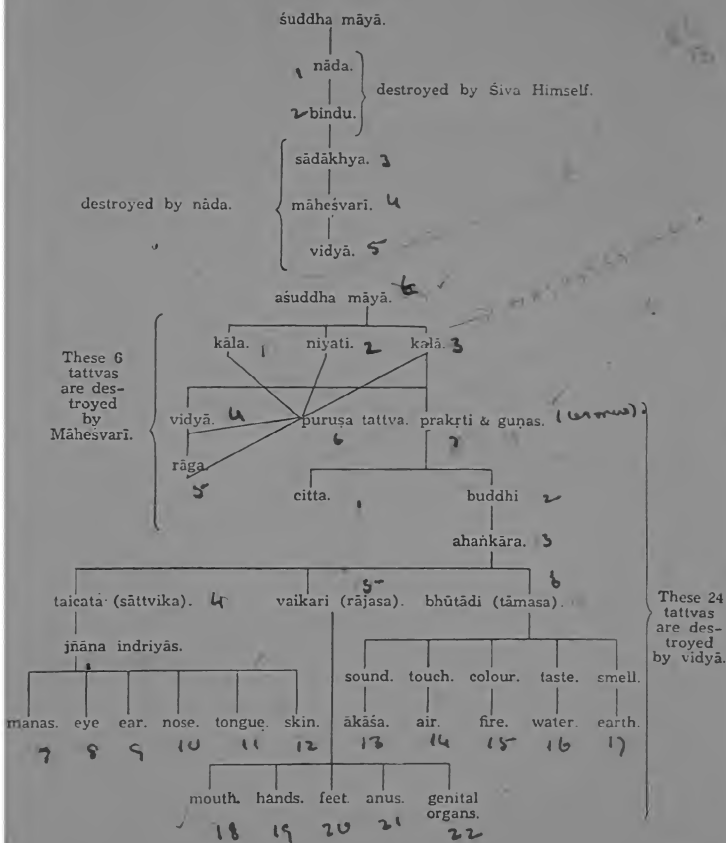 śuddha māyā.
1 nāda.
destroyed by Śiva Himself.
2 bindu.
sādākhya. 3
destroyed by nāda.
māheśvarī. 4
vidyā. 5
aśuddha māyā. 6
kāla. 1 niyati. 2 kalā. 3
These 6
tattvas
are des-
troyed
by
Māheśvarī.
vidyā. 4 puruṣa tattva. 6 prakṛti & guṇas. 7
rāga. 5
citta. 1 buddhi 2
ahaṅkāra. 3
taicata (sāttvika). 4 vaikari (rājasa). 5 bhūtādi (tāmasa). 6
These 24
tattvas
are des-
troyed
by vidyā.
jñāna indriyās.
sound. touch. colour. taste. smell.
manas. eye ear. nose. tongue. skin. ākāśa. air. fire. water. earth.
7 8 9 10 11 12 13 14 15 16 17
mouth. hands. feet. anus. genital
organs.
18 19 20 21 22